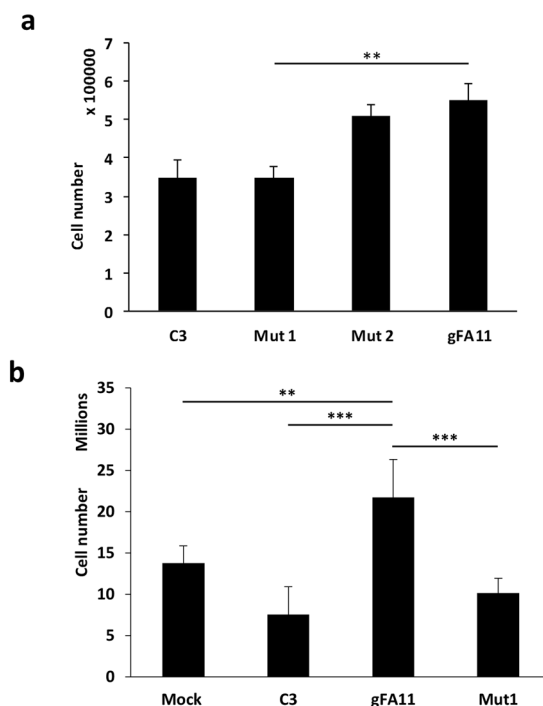 a
x 100000
Cell number
7
6
5
4
3
2
1
0
**
C3 Mut 1 Mut 2 gFA11
b
Millions
Cell number
35
30
25
20
15
10
5
0
**
***
***
Mock C3 gFA11 Mut1